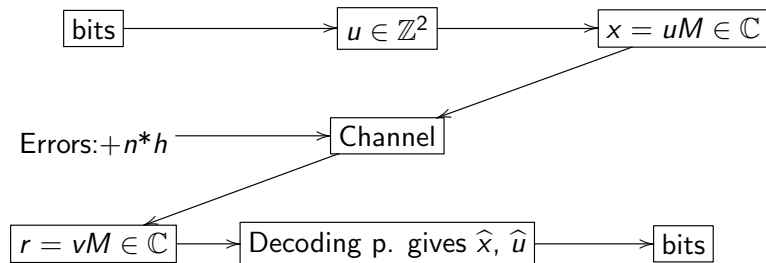 bits
u ∈ ℤ²
x = uM ∈ ℂ
Errors:+n*h
Channel
r = vM ∈ ℂ
Decoding p. gives x̂, û
bits